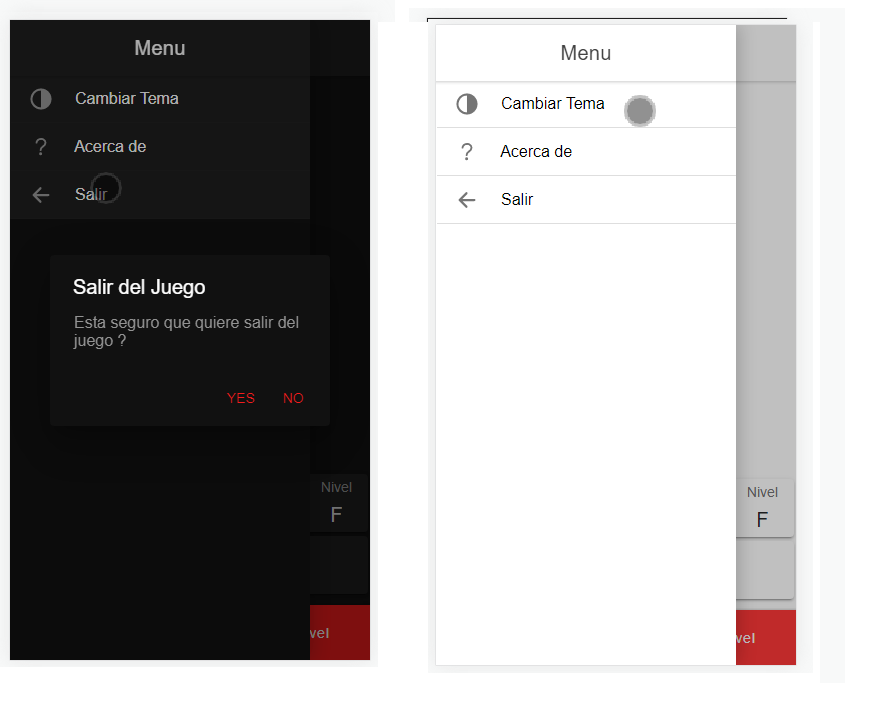 Menu
Cambiar Tema
?
Acerca de
Salir
Salir del Juego
Esta seguro que quiere salir del
juego ?
YES NO
Nivel
F
vel
Menu
Cambiar Tema
?
Acerca de
Salir
Nivel
F
vel